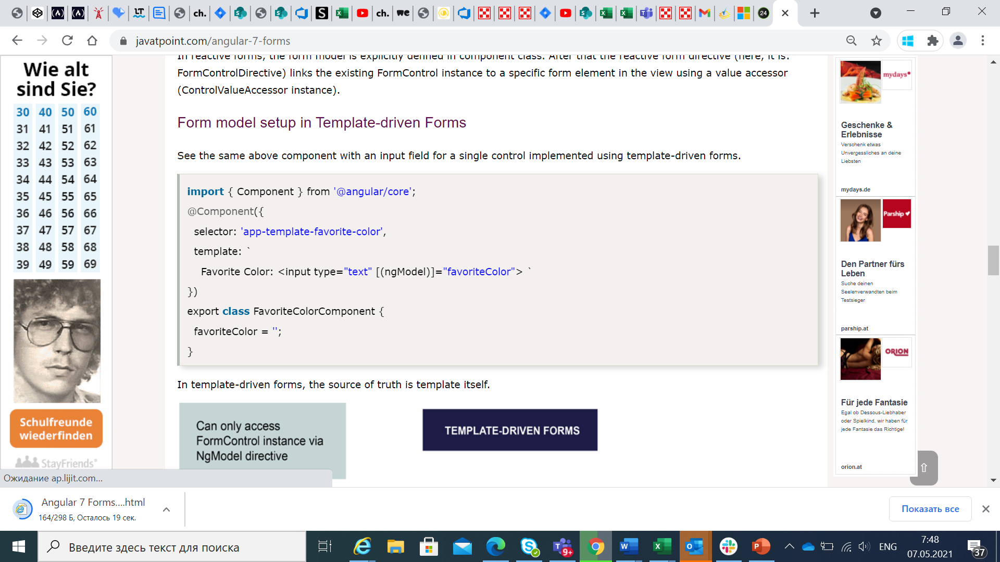 ch.
LT
S
ch.
we
24
javatpoint.com/angular-7-forms
Wie alt
sind Sie?
30 40 50 60
31 41 51 61
32 42 52 62
33 43 53 63
34 44 54 64
35 45 55 65
36 46 56 66
37 47 57 67
38 48 58 68
39 49 59 69
Schulfreunde
wiederfinden
StayFriends®
Ожидание ap.lijit.com...
In reactive forms, the form model is explicitly defined in component class. After that the reactive form directive (here, it is:
FormControlDirective) links the existing FormControl instance to a specific form element in the view using a value accessor
(ControlValueAccessor instance).
Form model setup in Template-driven Forms
See the same above component with an input field for a single control implemented using template-driven forms.
import { Component } from '@angular/core';
@Component({
selector: 'app-template-favorite-color',
template: `
Favorite Color: <input type="text" [(ngModel)]="favoriteColor"> `
})
export class FavoriteColorComponent {
favoriteColor = '';
}
In template-driven forms, the source of truth is template itself.
Can only access
FormControl instance via
NgModel directive
TEMPLATE-DRIVEN FORMS
mydays
Geschenke &
Erlebnisse
Verschenk etwas
Unvergessliches an deine
Liebsten
mydays.de
Parship
Den Partner fürs
Leben
Suche deinen
Seelenverwandten beim
Testsieger
parship.at
ORION
Für jede Fantasie
Egal ob Dessous-Liebhaber
oder Spielkind, wir haben für
jede Fantasie das Richtige!
orion.at
Angular 7 Forms....html
164/298 Б, Осталось 19 сек.
Показать все
Введите здесь текст для поиска
9+
ENG
7:48
07.05.2021
37